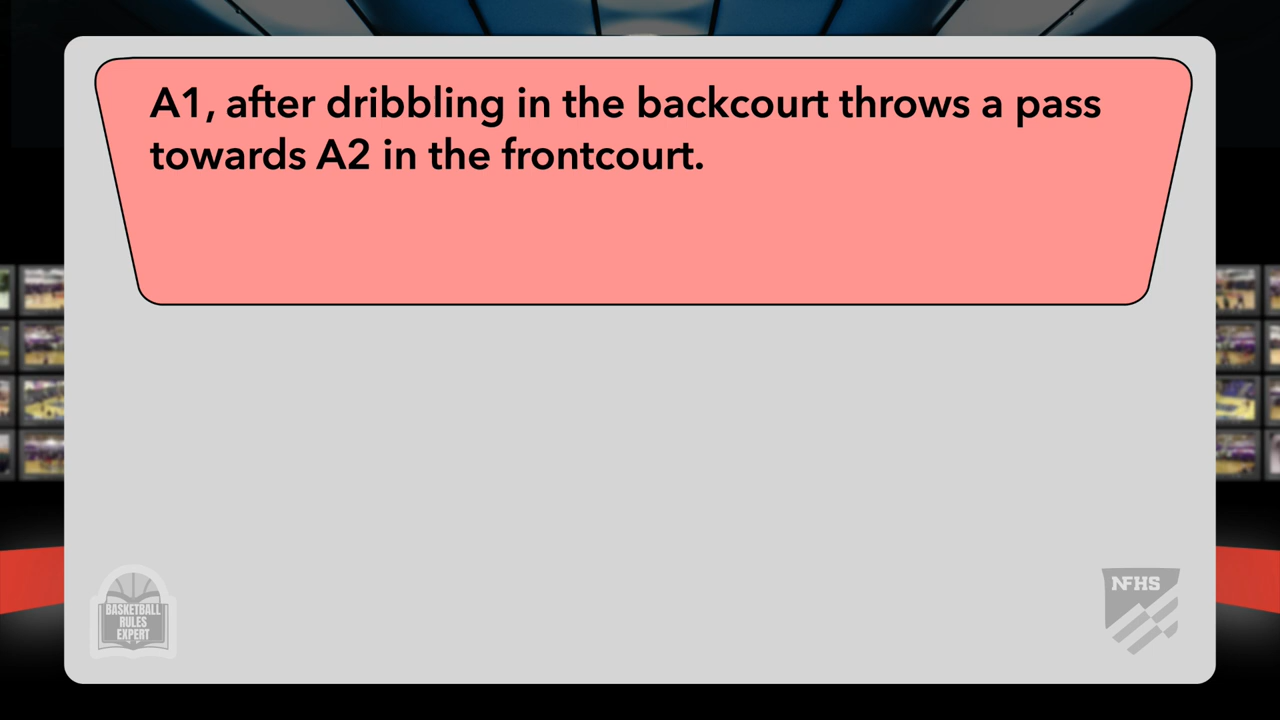 A1, after dribbling in the backcourt throws a pass
towards A2 in the frontcourt.
BASKETBALL
RULES
EXPERT
NFHS